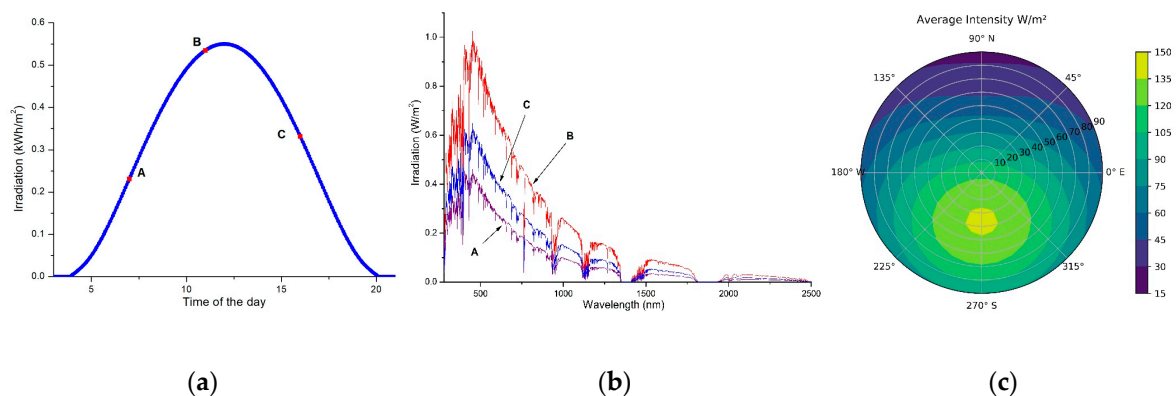 0.6
0.5
0.4
0.3
0.2
0.1
0.0
Irradiation (kWh/m²)
A
B
C
5
10
15
20
Time of the day
(a)
1.0
0.8
0.6
0.4
0.2
0.0
Irradiation (W/m²)
C
B
A
500
1000
1500
2000
2500
Wavelength (nm)
(b)
Average Intensity W/m²
90° N
135°
45°
180° W
0° E
225°
315°
270° S
10 20 30 40 50 60 70 80 90
150
135
120
105
90
75
60
45
30
15
(c)